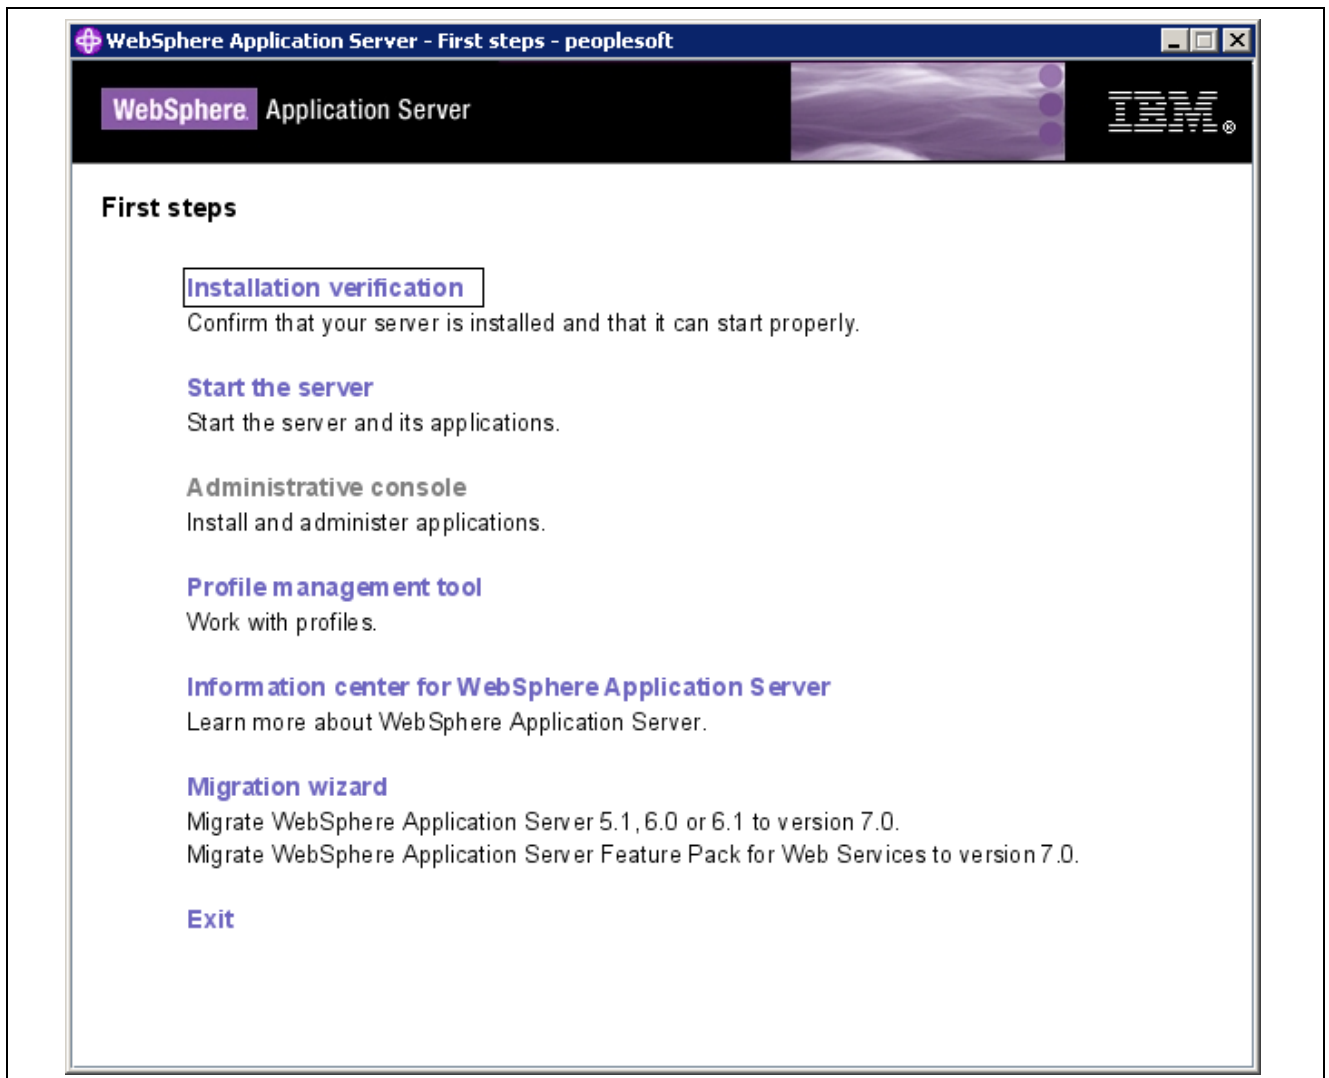 WebSphere Application Server - First steps - peoplesoft
WebSphere. Application Server
IBM®
First steps
Installation verification
Confirm that your server is installed and that it can start properly.
Start the server
Start the server and its applications.
Administrative console
Install and administer applications.
Profile management tool
Work with profiles.
Information center for WebSphere Application Server
Learn more about WebSphere Application Server.
Migration wizard
Migrate WebSphere Application Server 5.1, 6.0 or 6.1 to version 7.0.
Migrate WebSphere Application Server Feature Pack for Web Services to version 7.0.
Exit